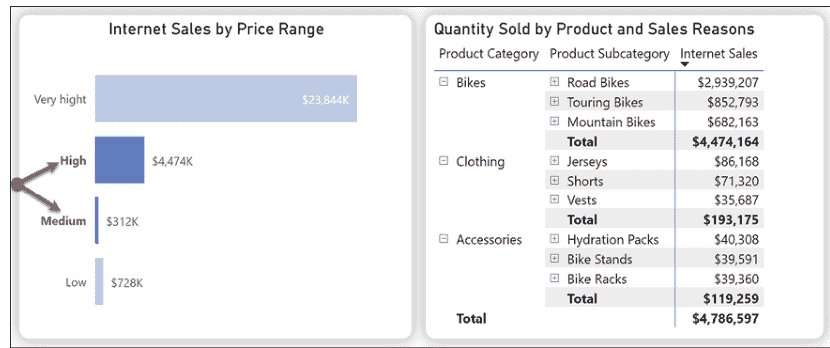 Internet Sales by Price Range
Very hight $23,844K
High $4,474K
Medium $312K
Low $728K
Quantity Sold by Product and Sales Reasons
Product Category Product Subcategory Internet Sales
Bikes Road Bikes $2,939,207
Touring Bikes $852,793
Mountain Bikes $682,163
Total $4,474,164
Clothing Jerseys $86,168
Shorts $71,320
Vests $35,687
Total $193,175
Accessories Hydration Packs $40,308
Bike Stands $39,591
Bike Racks $39,360
Total $119,259
Total $4,786,597